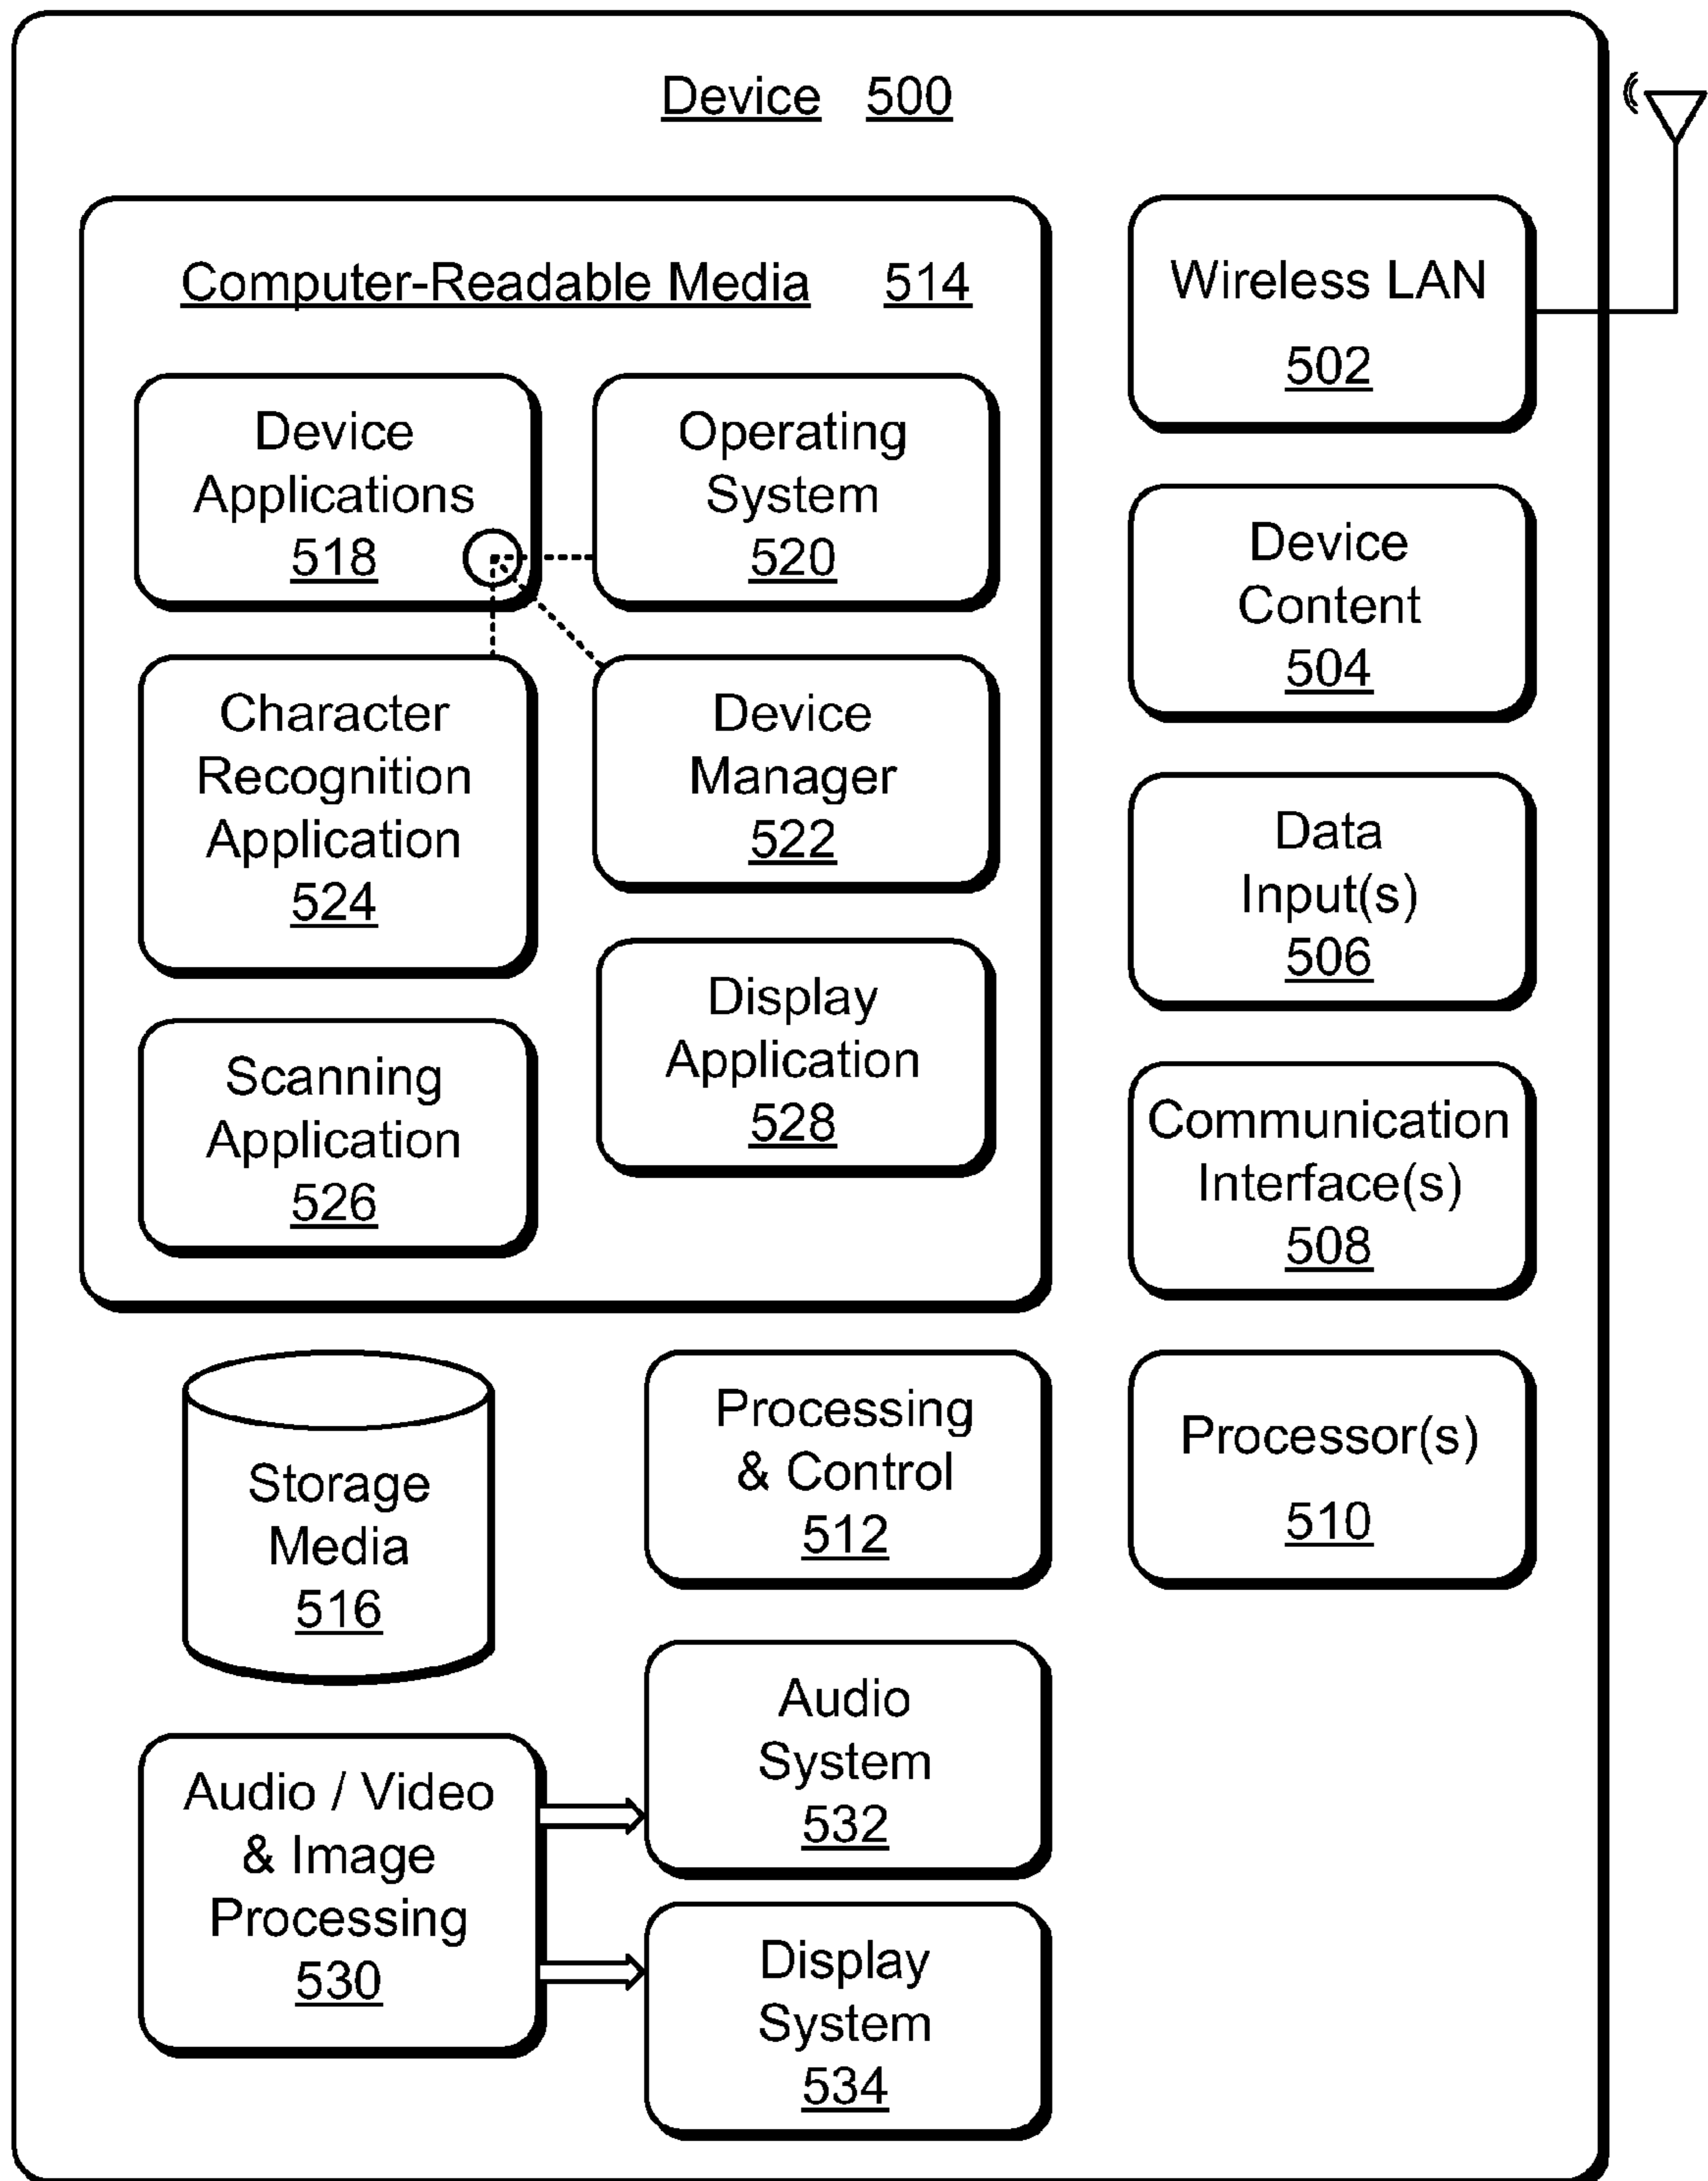 Device 500
Computer-Readable Media 514
Device
Applications
518
Operating
System
520
Character
Recognition
Application
524
Device
Manager
522
Scanning
Application
526
Display
Application
528
Wireless LAN
502
Device
Content
504
Data
Input(s)
506
Communication
Interface(s)
508
Processor(s)
510
Storage
Media
516
Processing
& Control
512
Audio / Video
& Image
Processing
530
Audio
System
532
Display
System
534